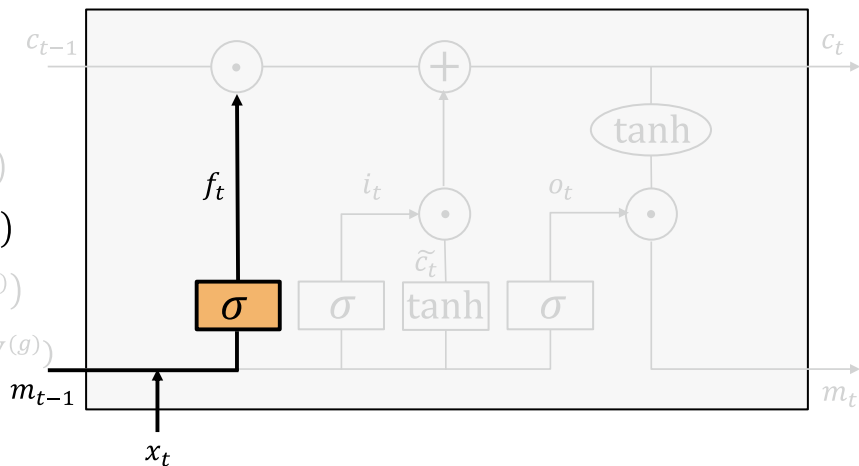 c_{t-1}
c_t
tanh
)
f_t
i_t
o_t
)
c̃_t
)
σ
σ
tanh
σ
(g))
m_{t-1}
m_t
x_t